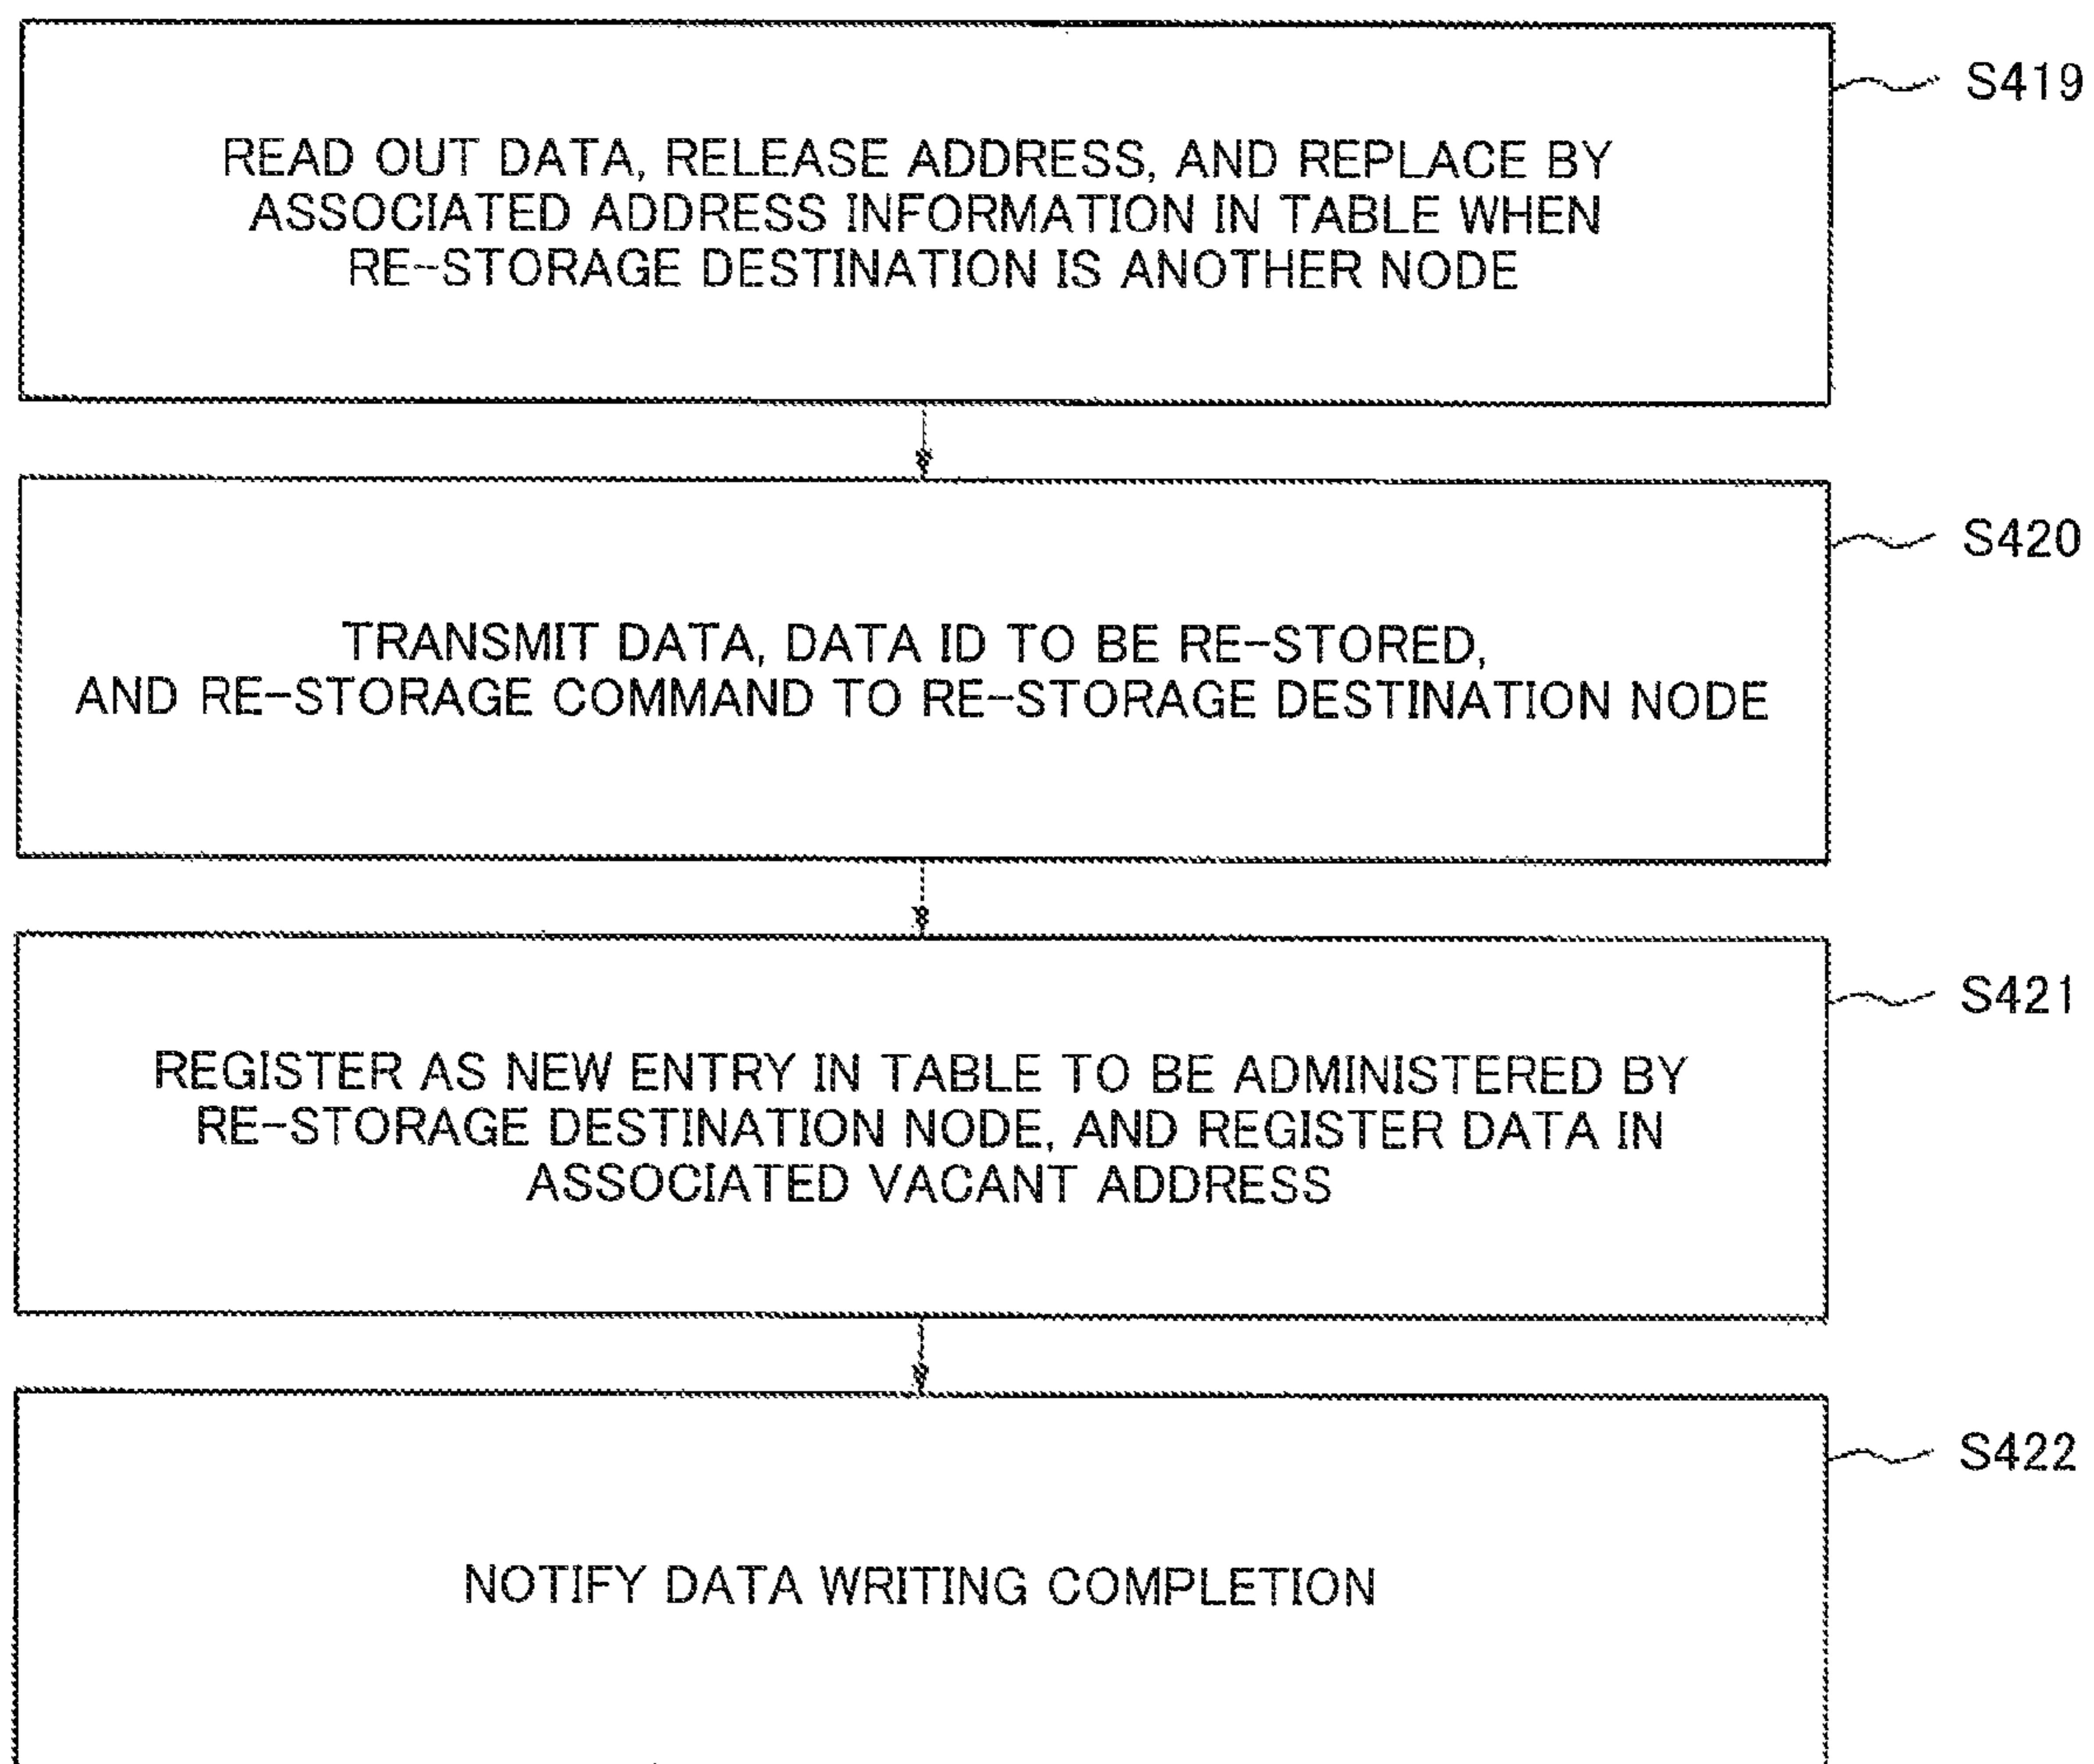 S419
READ OUT DATA, RELEASE ADDRESS, AND REPLACE BY
ASSOCIATED ADDRESS INFORMATION IN TABLE WHEN
RE-STORAGE DESTINATION IS ANOTHER NODE
S420
TRANSMIT DATA, DATA ID TO BE RE-STORED,
AND RE-STORAGE COMMAND TO RE-STORAGE DESTINATION NODE
S421
REGISTER AS NEW ENTRY IN TABLE TO BE ADMINISTERED BY
RE-STORAGE DESTINATION NODE, AND REGISTER DATA IN
ASSOCIATED VACANT ADDRESS
S422
NOTIFY DATA WRITING COMPLETION